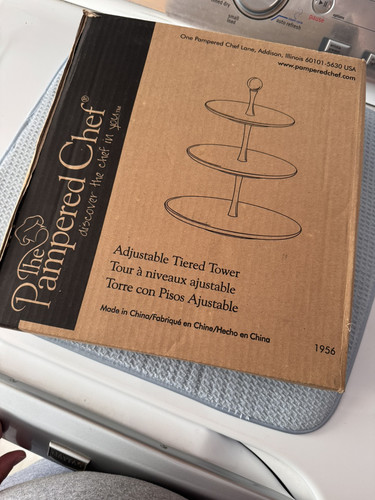 One Pampered Chef Lane, Addison, Illinois 60101-5630 USA
www.pamperedchef.com
The
Pampered Chef®
discover the chef in you™
Adjustable Tiered Tower
Tour à niveaux ajustable
Torre con Pisos Ajustable
Made in China/Fabriqué en Chine/Hecho en China
1956